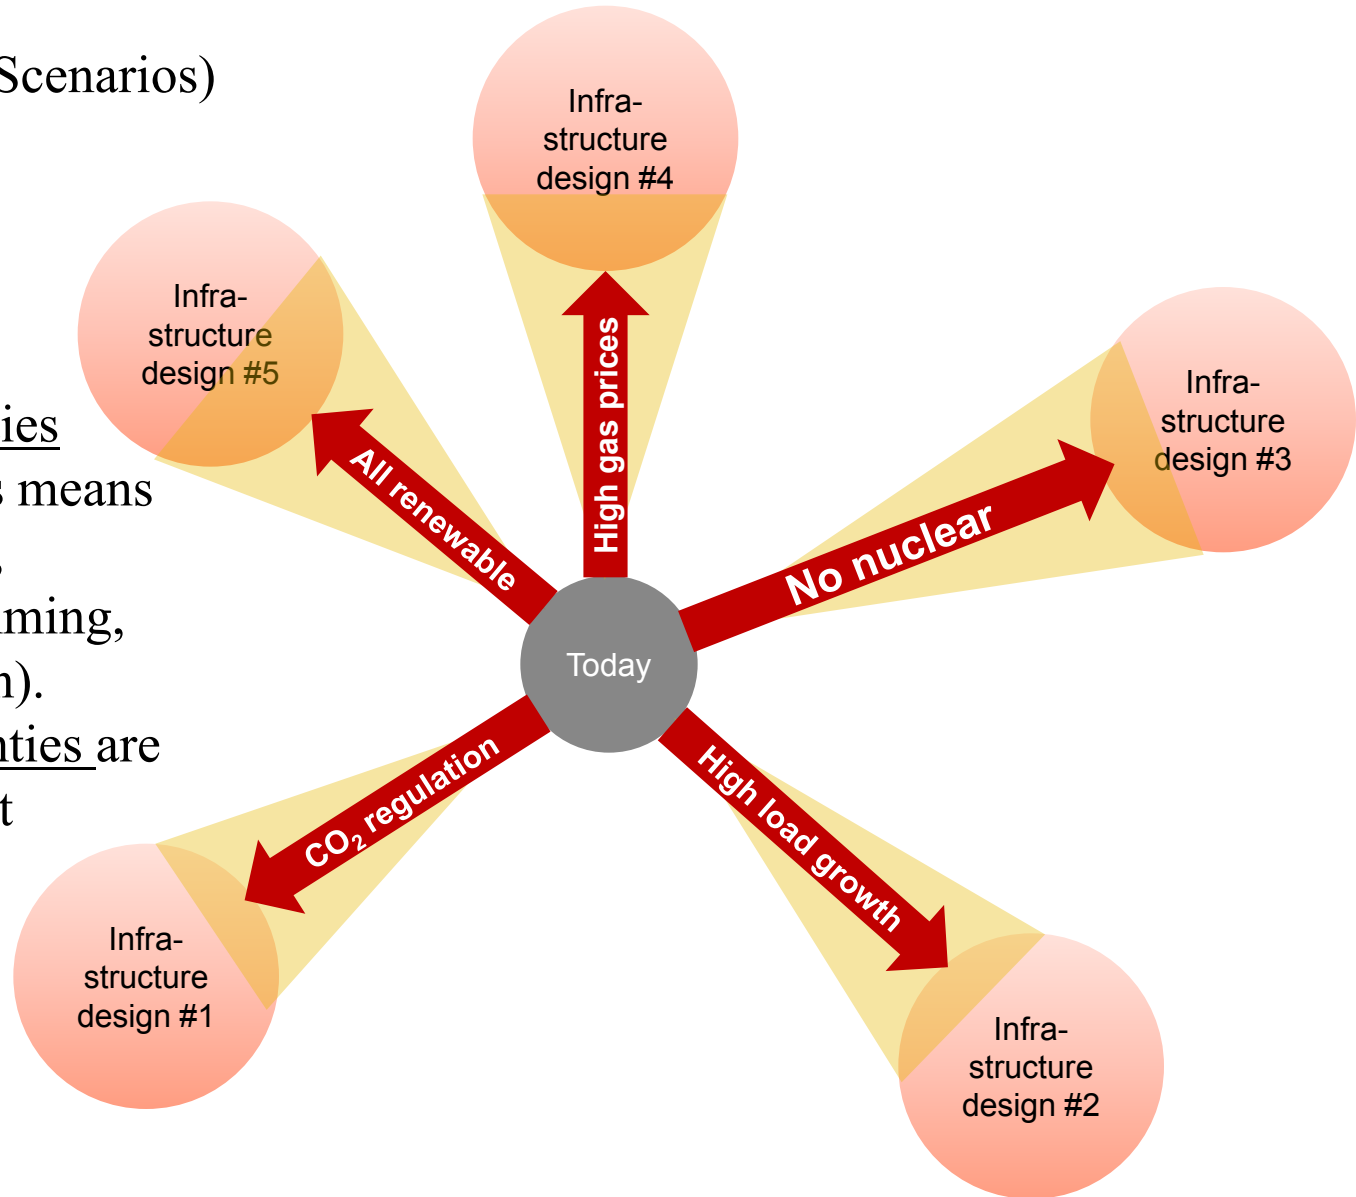 Scenarios)
ies
s means
,
ming,
n).
nties are
t
Infra-
structure
design #4
Infra-
structure
design #5
Infra-
structure
design #3
High gas prices
All renewable
No nuclear
Today
CO₂ regulation
High load growth
Infra-
structure
design #1
Infra-
structure
design #2